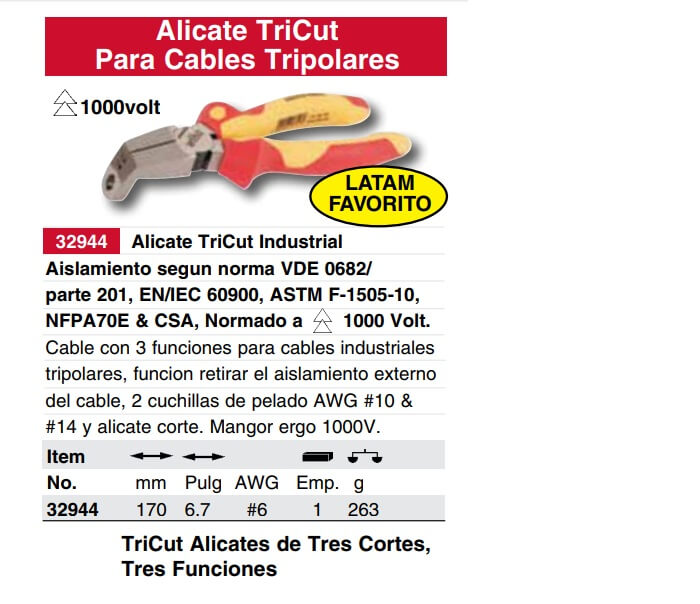 Alicate TriCut
Para Cables Tripolares
1000volt
LATAM
FAVORITO
32944 Alicate TriCut Industrial
Aislamiento segun norma VDE 0682/
parte 201, EN/IEC 60900, ASTM F-1505-10,
NFPA70E & CSA, Normado a 1000 Volt.
Cable con 3 funciones para cables industriales
tripolares, funcion retirar el aislamiento externo
del cable, 2 cuchillas de pelado AWG #10 &
#14 y alicate corte. Mangor ergo 1000V.
Item
No. mm Pulg AWG Emp. g
32944 170 6.7 #6 1 263
TriCut Alicates de Tres Cortes,
Tres Funciones